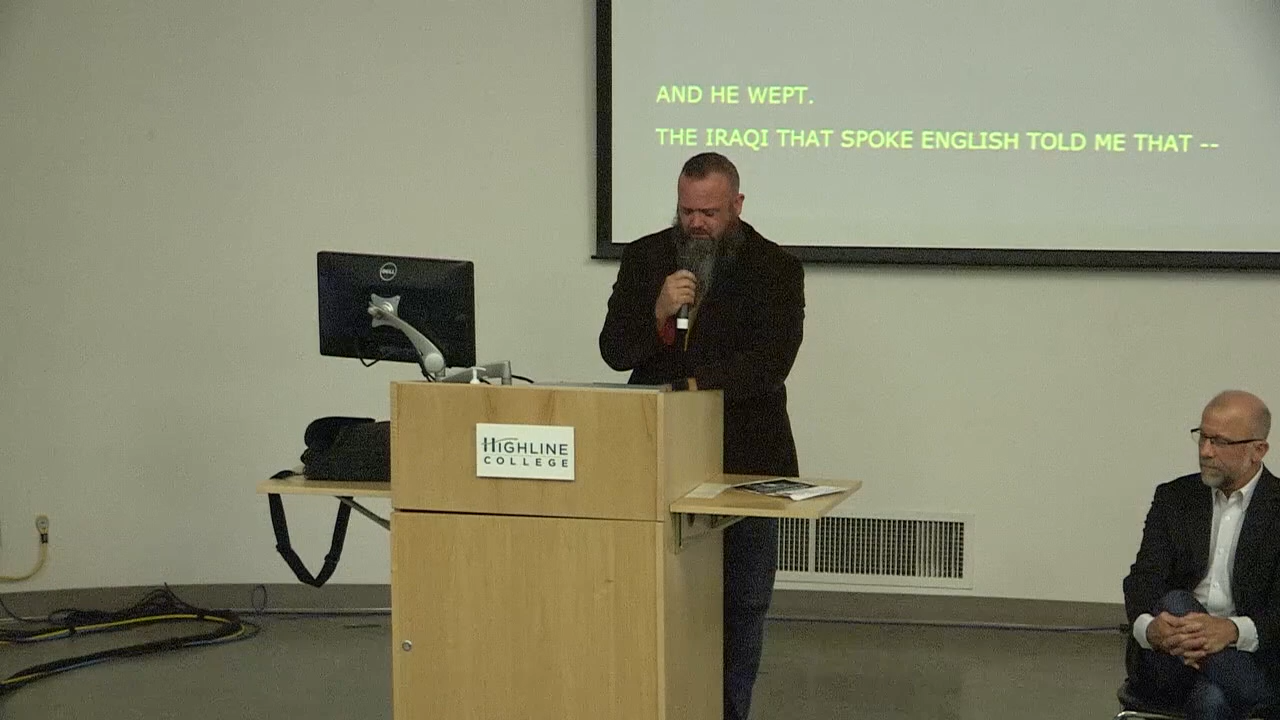 AND HE WEPT.
THE IRAQI THAT SPOKE ENGLISH TOLD ME THAT --
DELL
HIGHLINE
COLLEGE